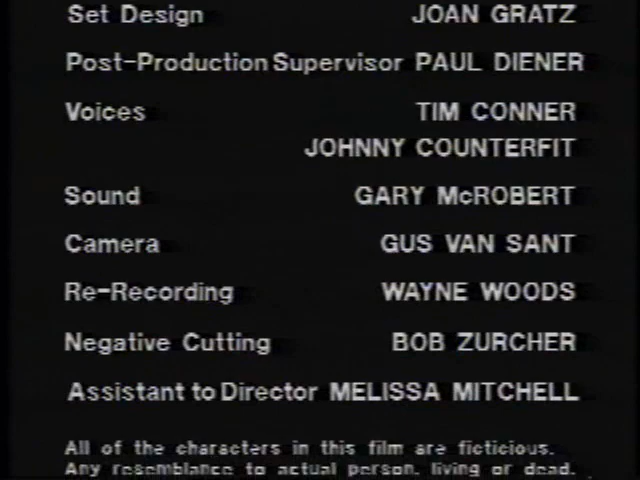 Set Design JOAN GRATZ
Post-Production Supervisor PAUL DIENER
Voices TIM CONNER
JOHNNY COUNTERFIT
Sound GARY McROBERT
Camera GUS VAN SANT
Re-Recording WAYNE WOODS
Negative Cutting BOB ZURCHER
Assistant to Director MELISSA MITCHELL
All of the characters in this film are ficticious.
Any resemblance to actual person, living or dead,